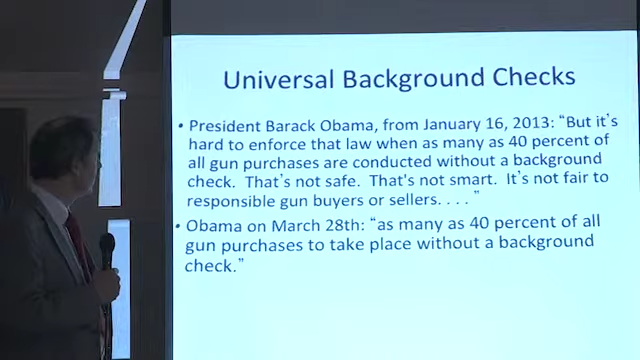 Universal Background Checks
• President Barack Obama, from January 16, 2013: “But it's
hard to enforce that law when as many as 40 percent of
all gun purchases are conducted without a background
check.  That's not safe.  That's not smart.  It's not fair to
responsible gun buyers or sellers. . . . ”
• Obama on March 28th: “as many as 40 percent of all
gun purchases to take place without a background
check.”